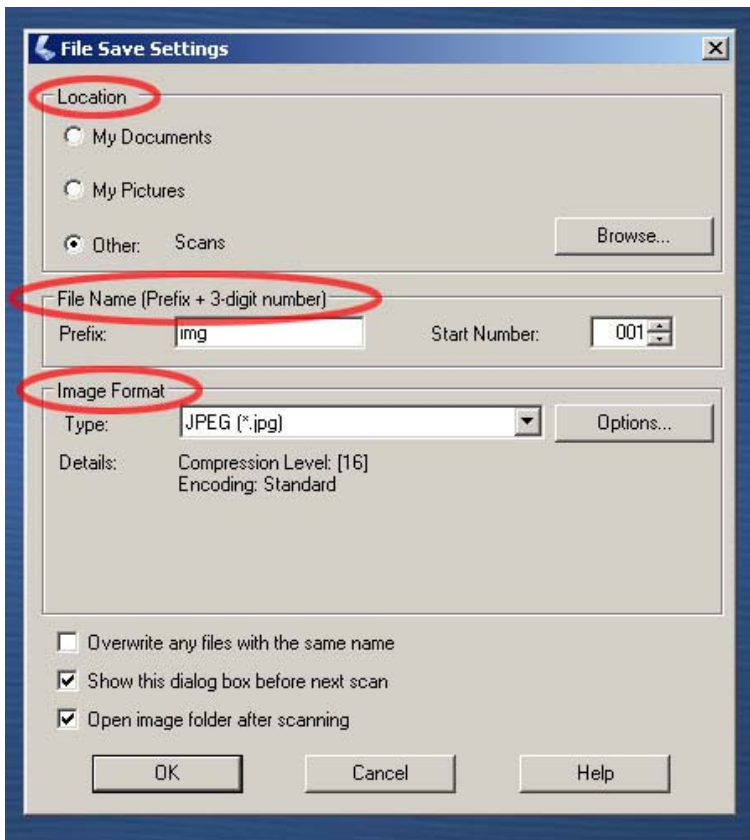 File Save Settings
Location
My Documents
My Pictures
Other: Scans Browse...
File Name (Prefix + 3-digit number)
Prefix: img Start Number: 001
Image Format
Type: JPEG (*.jpg) Options...
Details: Compression Level: [16]
Encoding: Standard
Overwrite any files with the same name
Show this dialog box before next scan
Open image folder after scanning
OK Cancel Help